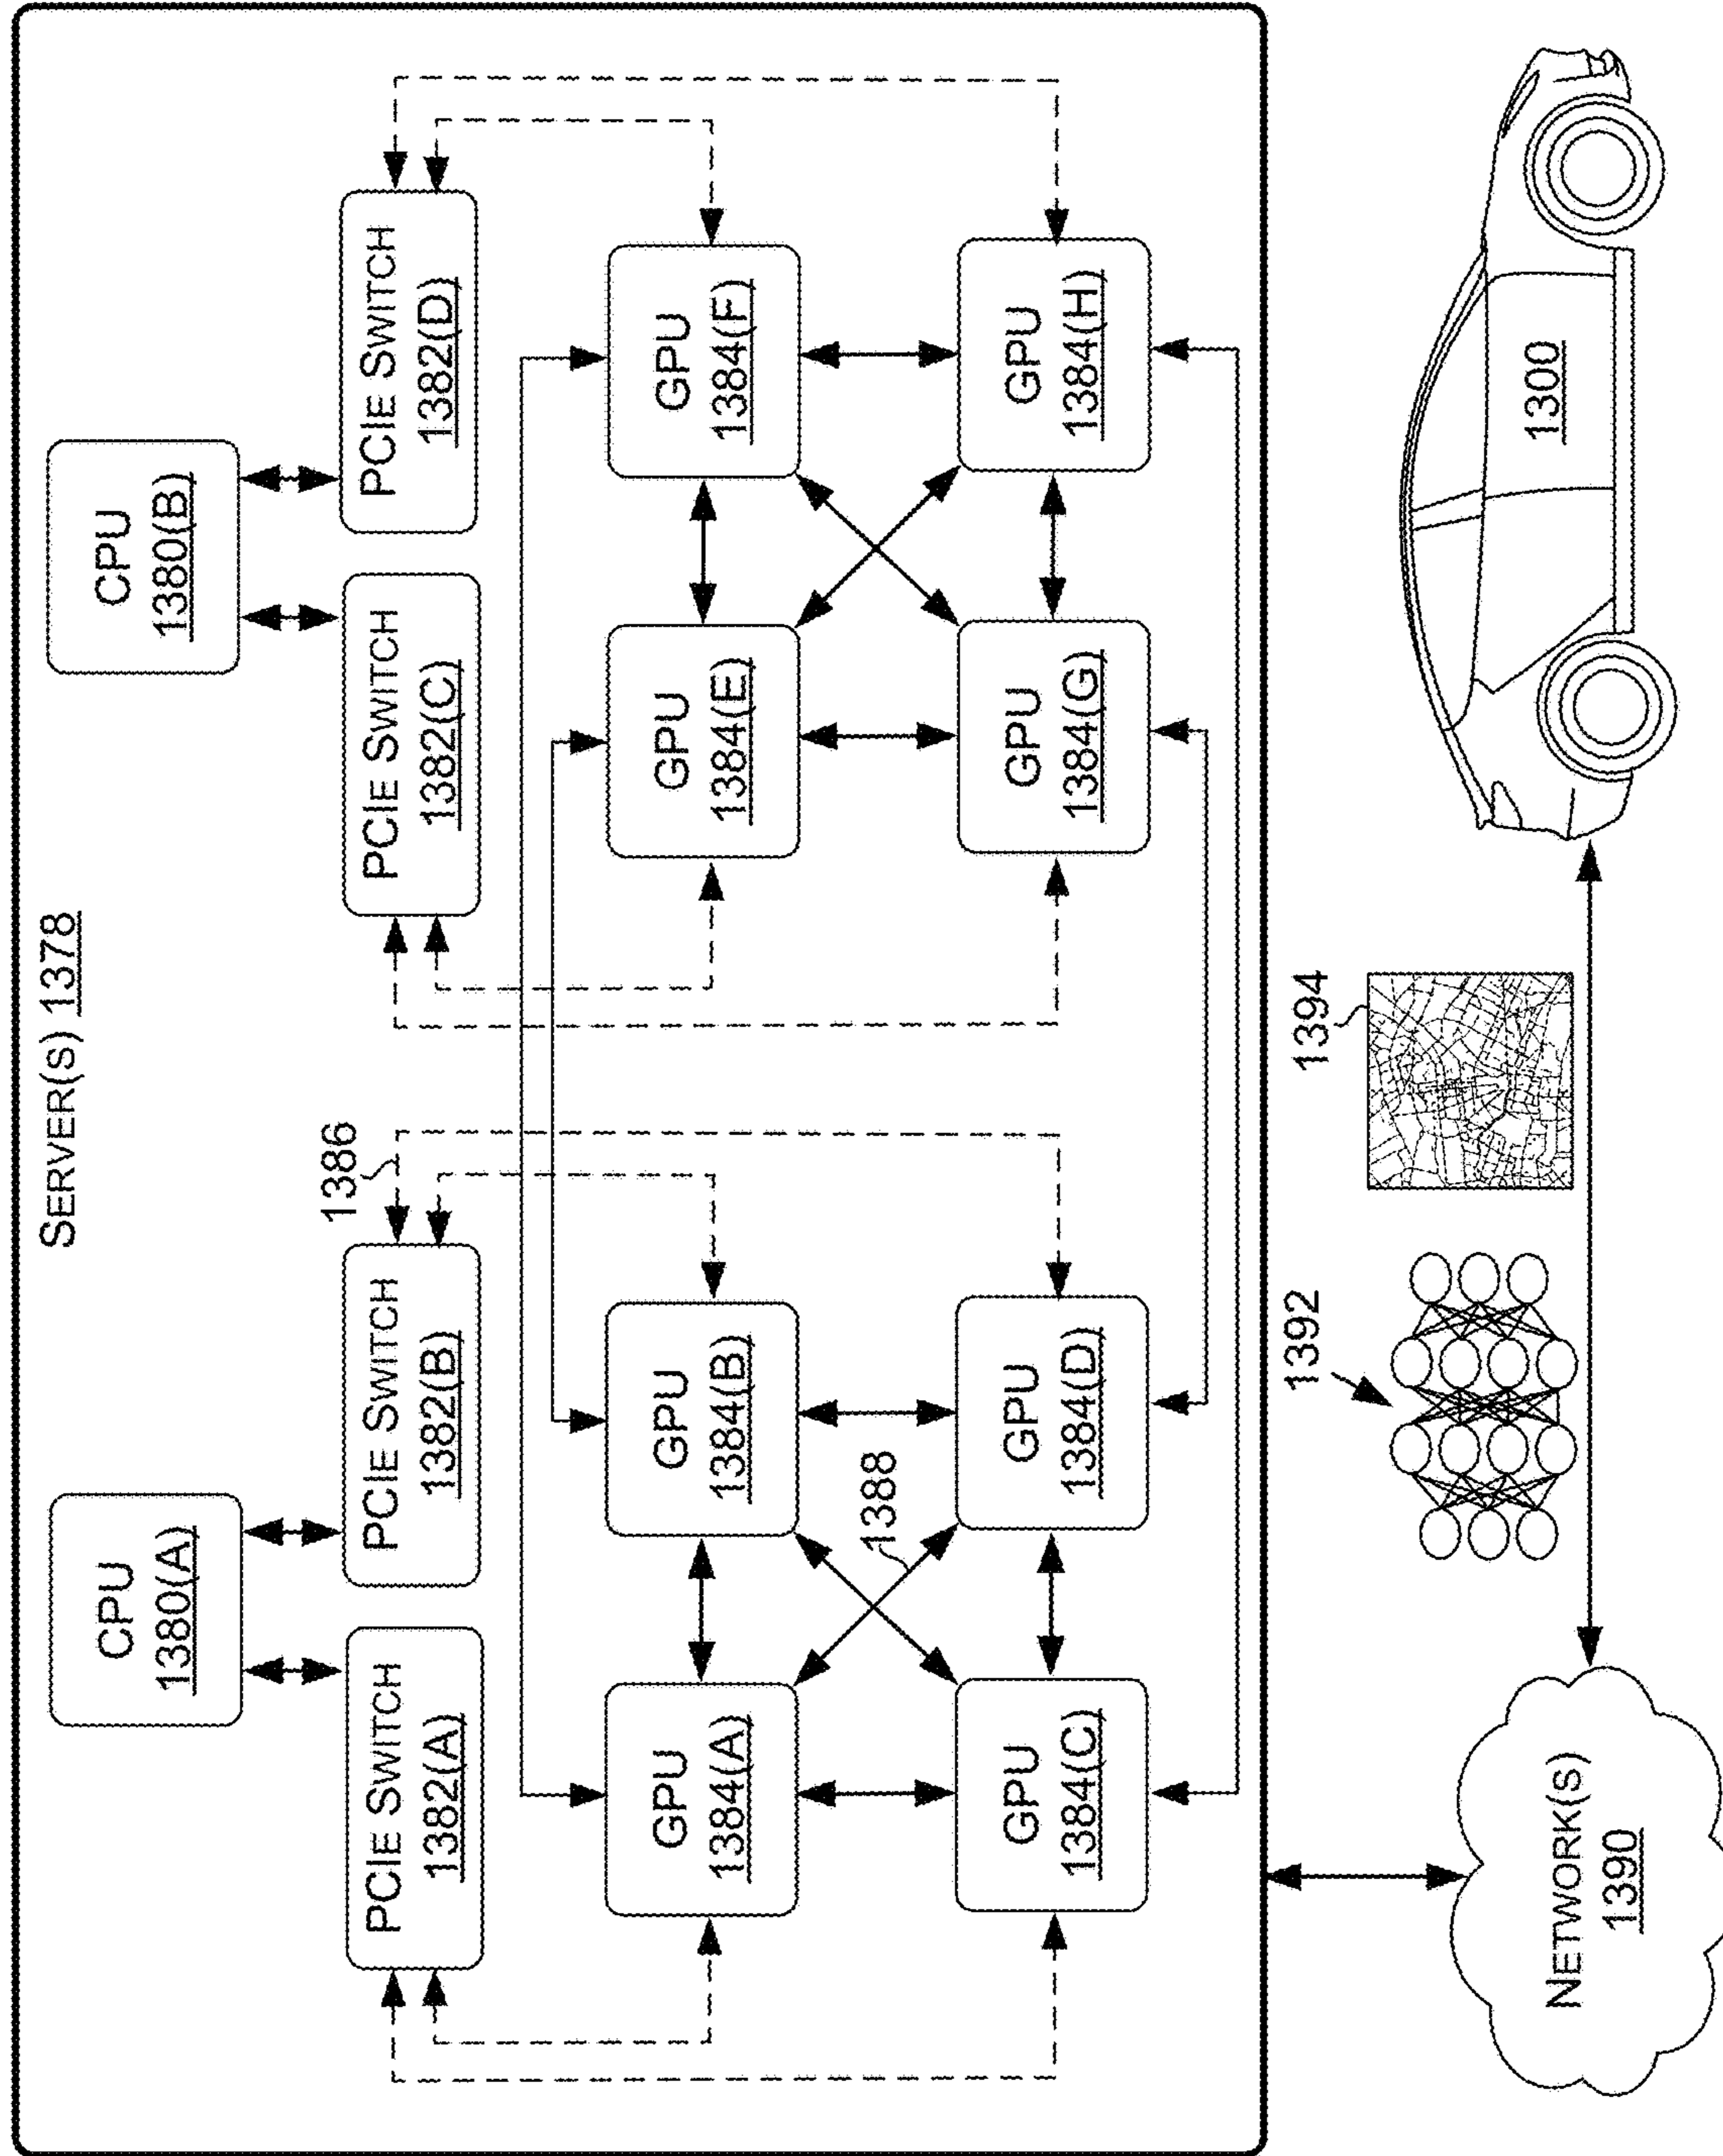 SERVER(S) 1378
CPU
1380(A)
CPU
1380(B)
PCIE SWITCH
1382(A)
PCIE SWITCH
1382(B)
1386
PCIE SWITCH
1382(C)
PCIE SWITCH
1382(D)
GPU
1384(A)
GPU
1384(B)
GPU
1384(E)
GPU
1384(F)
1388
GPU
1384(C)
GPU
1384(D)
GPU
1384(G)
GPU
1384(H)
NETWORK(S)
1390
1392
1394
1300